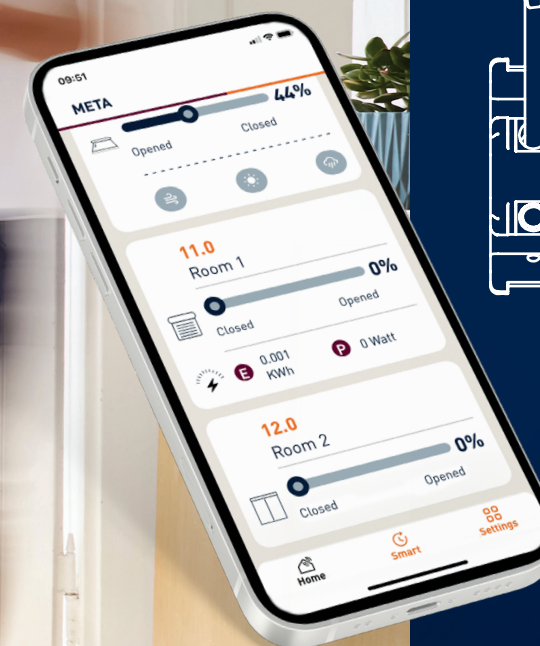 09:51
META
44%
Opened
Closed
11.0
Room 1
0%
Closed
Opened
E
0.001
KWh
P
0 Watt
12.0
Room 2
0%
Closed
Opened
Home
Smart
Settings